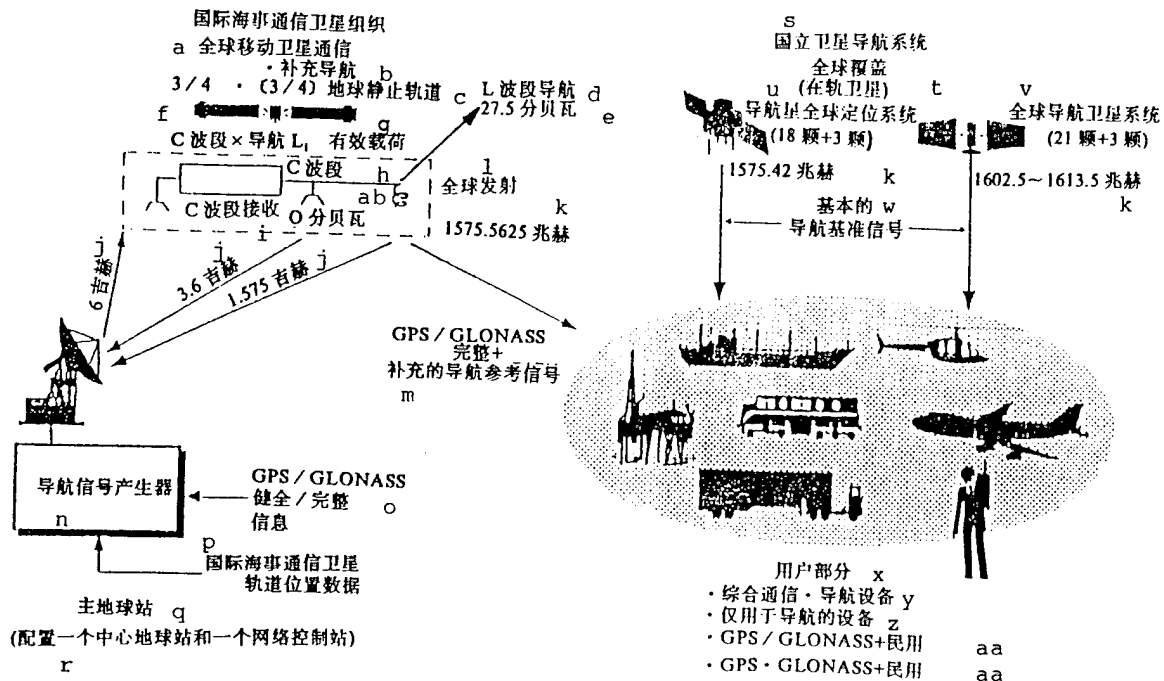 国际海事通信卫星组织
a 全球移动卫星通信
·补充导航 b
3/4 ·（3/4）地球静止轨道 c
f
g
C 波段×导航 L₁ 有效载荷
L 波段导航 d
27.5 分贝瓦 e
C 波段 h
ab
C 波段接收
O 分贝瓦
i
l
全球发射
k
1575.5625 兆赫
6 吉赫 j
3.6 吉赫 j
1.575 吉赫 j
GPS/GLONASS
完整+
补充的导航参考信号
m
导航信号产生器
n
GPS/GLONASS
健全/完整 o
信息
p
国际海事通信卫星
轨道位置数据
主地球站 q
(配置一个中心地球站和一个网络控制站)
r
s
国立卫星导航系统
全球覆盖
u (在轨卫星) t v
导航星全球定位系统
(18 颗+3 颗)
全球导航卫星系统
(21 颗+3 颗)
1575.42 兆赫 k
1602.5～1613.5 兆赫
k
基本的 w
导航基准信号
用户部分 x
·综合通信·导航设备 y
·仅用于导航的设备 z
·GPS/GLONASS+民用 aa
·GPS·GLONASS+民用 aa